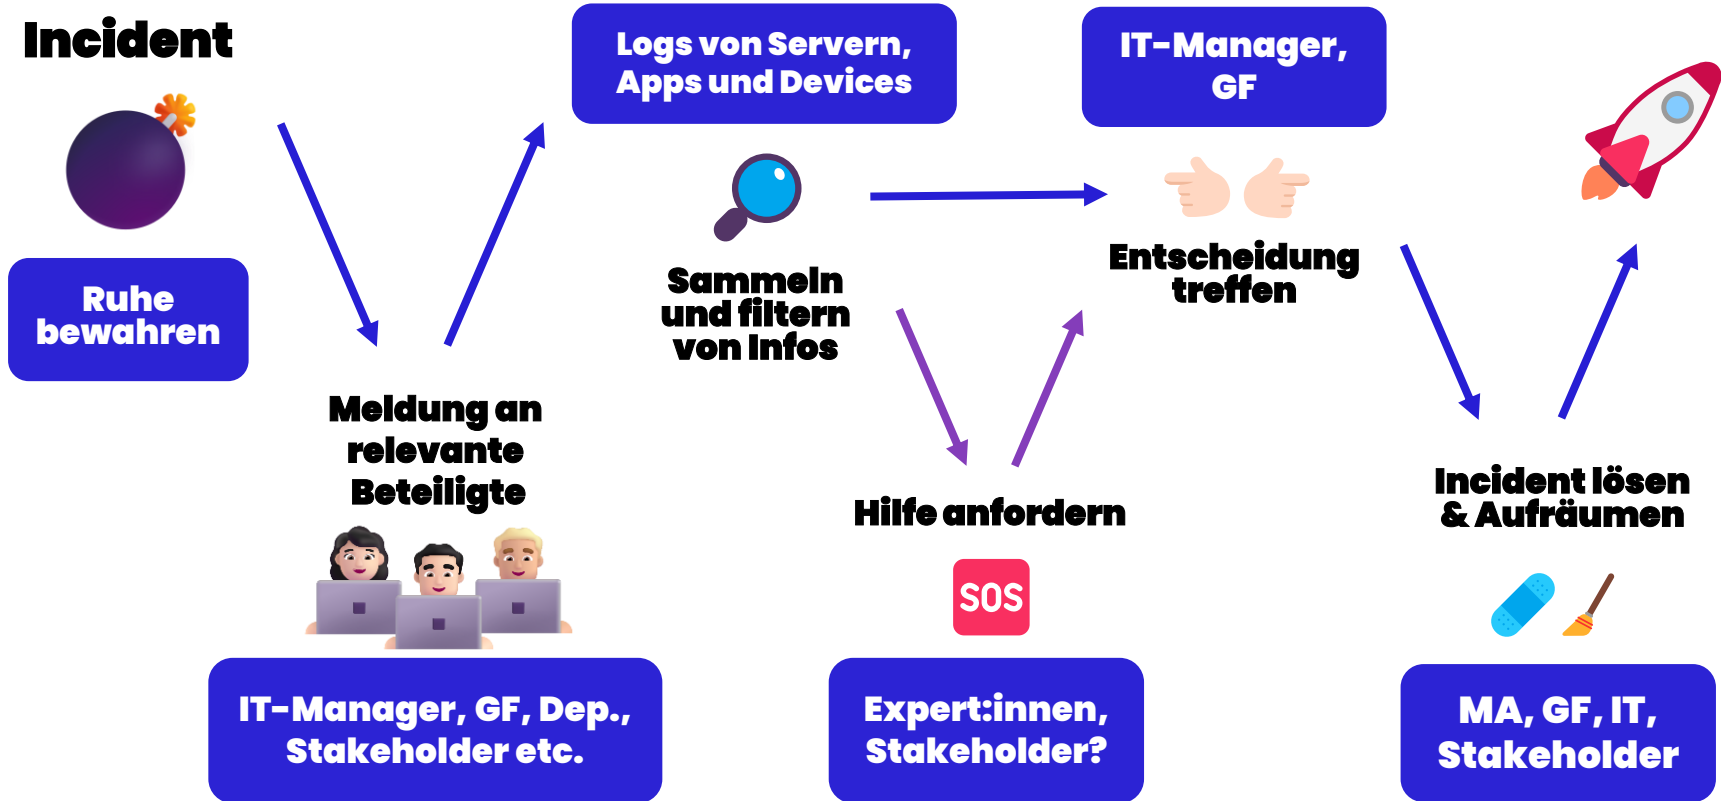 Incident
Ruhe
bewahren
Meldung an
relevante
Beteiligte
IT-Manager, GF, Dep.,
Stakeholder etc.
Logs von Servern,
Apps und Devices
Sammeln
und filtern
von Infos
Hilfe anfordern
SOS
Expert:innen,
Stakeholder?
IT-Manager,
GF
Entscheidung
treffen
Incident lösen
& Aufräumen
MA, GF, IT,
Stakeholder